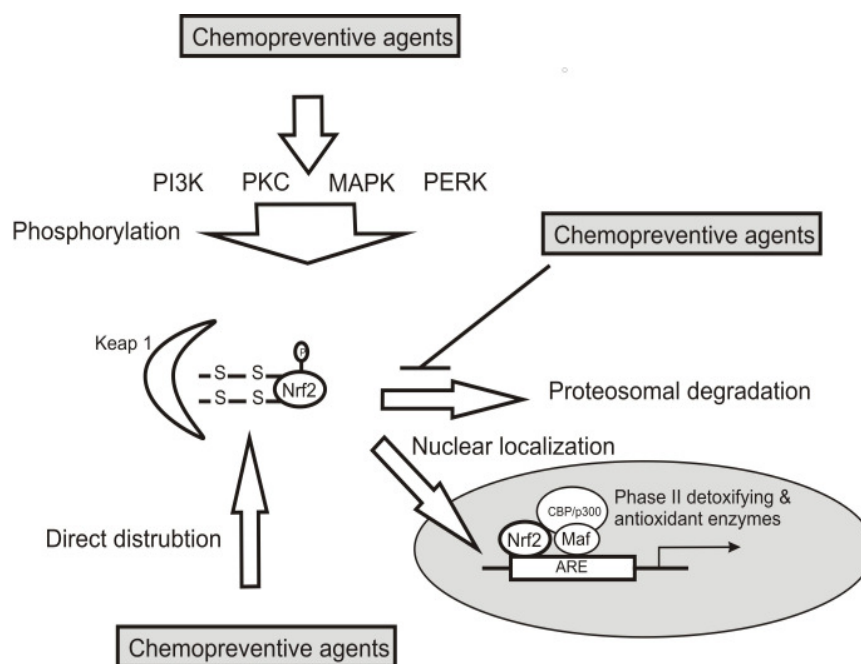 Chemopreventive agents
PI3K PKC MAPK PERK
Phosphorylation
Chemopreventive agents
Keap 1
P
S S
Nrf2
S S
Proteosomal degradation
Nuclear localization
Direct distrubtion
Phase II detoxifying &
antioxidant enzymes
CBP/p300
Nrf2 Maf
ARE
Chemopreventive agents